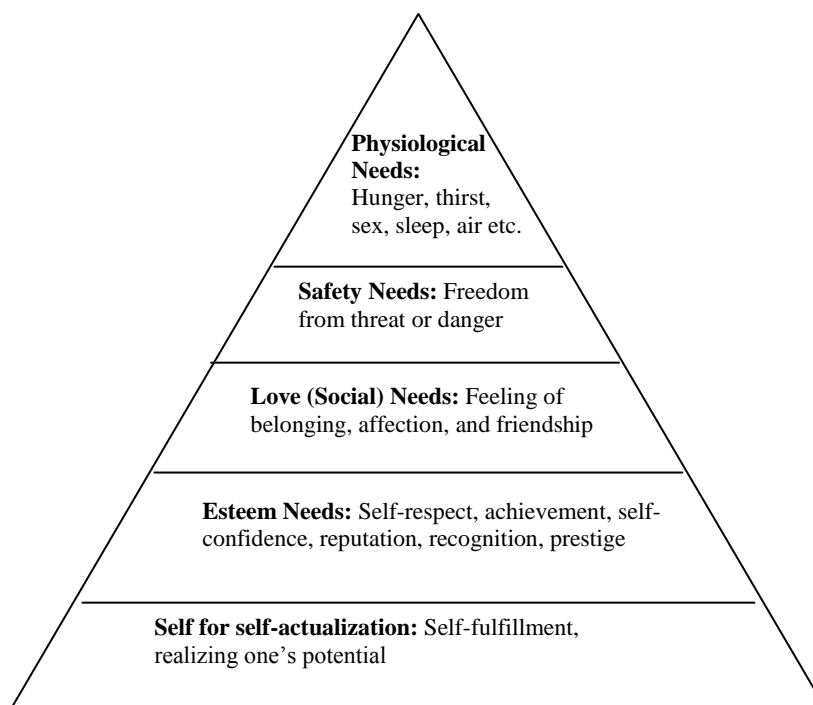 Physiological
Needs:
Hunger, thirst,
sex, sleep, air etc.
Safety Needs: Freedom
from threat or danger
Love (Social) Needs: Feeling of
belonging, affection, and friendship
Esteem Needs: Self-respect, achievement, self-
confidence, reputation, recognition, prestige
Self for self-actualization: Self-fulfillment,
realizing one’s potential